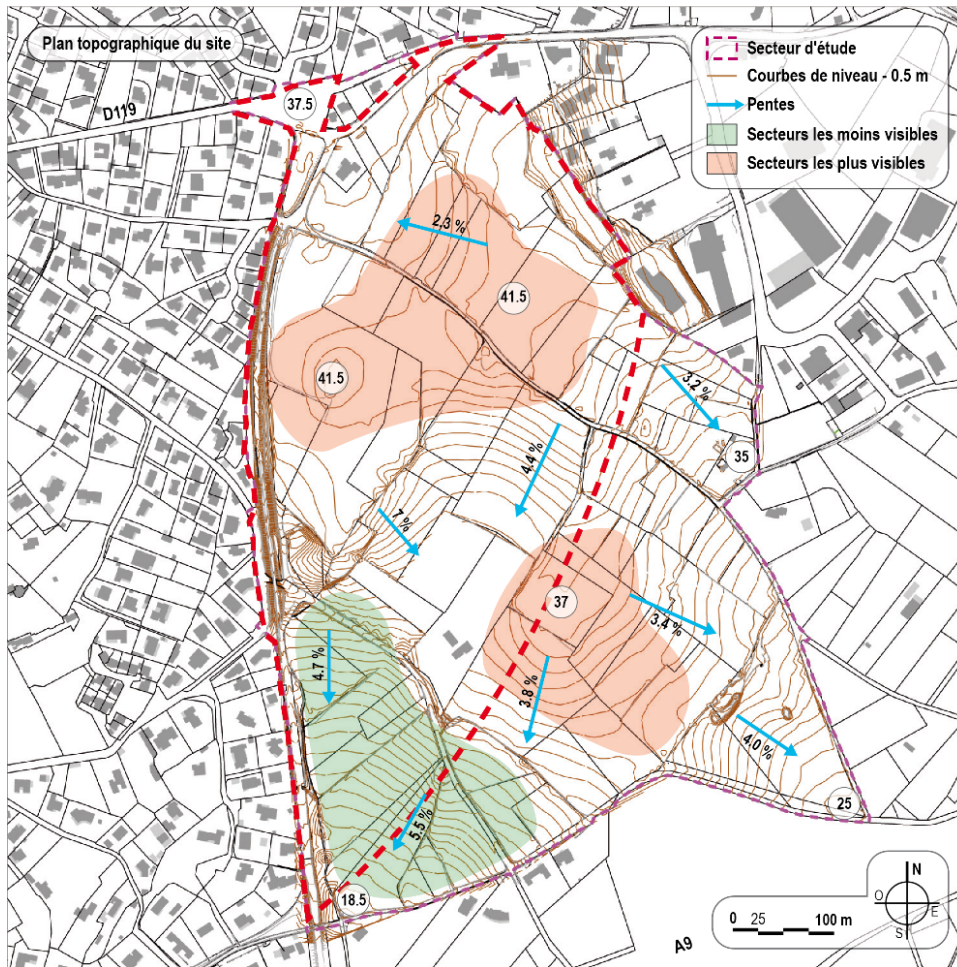 Plan topographique du site
Secteur d'étude
Courbes de niveau - 0.5 m
Pentes
Secteurs les moins visibles
Secteurs les plus visibles
D119
37.5
2,3 %
41.5
41.5
3.2 %
35
4.4 %
7 %
37
3.4 %
4.7 %
3.8 %
4.0 %
25
5.5 %
18.5
A9
0 25 100 m
N
O E
S